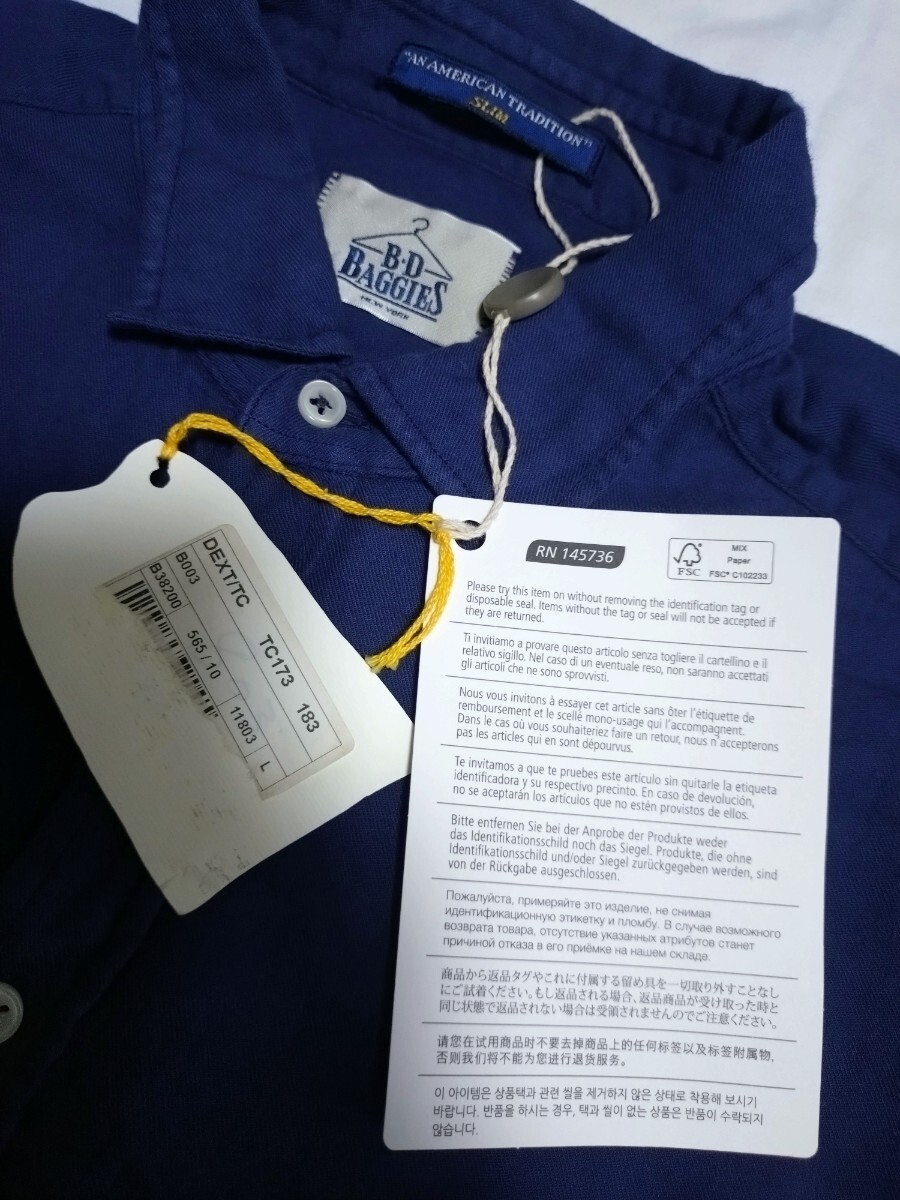 "AN AMERICAN TRADITION"
SLIM
B·D
BAGGIES
NEW YORK
DEXT/TC TC173 183
B003
B38200 565 / 10 11803 L
RN 145736
FSC
MIX
Paper
FSC® C102233
Please try this item on without removing the identification tag or
disposable seal. Items without the tag or seal will not be accepted if
they are returned.
Ti invitiamo a provare questo articolo senza togliere il cartellino e il
relativo sigillo. Nel caso di un eventuale reso, non saranno accettati
gli articoli che ne sono sprovvisti.
Nous vous invitons à essayer cet article sans ôter l'étiquette de
remboursement et le scellé mono-usage qui l'accompagnent.
Dans le cas où vous souhaiteriez faire un retour, nous n'accepterons
pas les articles qui en sont dépourvus.
Te invitamos a que te pruebes este artículo sin quitarle la etiqueta
identificadora y su respectivo precinto. En caso de devolución,
no se aceptarán los artículos que no estén provistos de ellos.
Bitte entfernen Sie bei der Anprobe der Produkte weder
das Identifikationsschild noch das Siegel. Produkte, die ohne
Identifikationsschild und/oder Siegel zurückgegeben werden, sind
von der Rückgabe ausgeschlossen.
Пожалуйста, примеряйте это изделие, не снимая
идентификационную этикетку и пломбу. В случае возможного
возврата товара, отсутствие указанных атрибутов станет
причиной отказа в его приёмке на нашем складе.
商品から返品タグやこれに付属する留め具を一切取り外すことなし
にご試着ください。もし返品される場合、返品商品が受け取った時と
同じ状態で返品されない場合は受領されませんのでご注意ください。
请您在试用商品时不要去掉商品上的任何标签以及标签附属物,
否则我们将不能为您进行退货服务。
이 아이템은 상품택과 관련 씰을 제거하지 않은 상태로 착용해 보시기
바랍니다. 반품을 하시는 경우, 택과 씰이 없는 상품은 반품이 수락되지
않습니다.